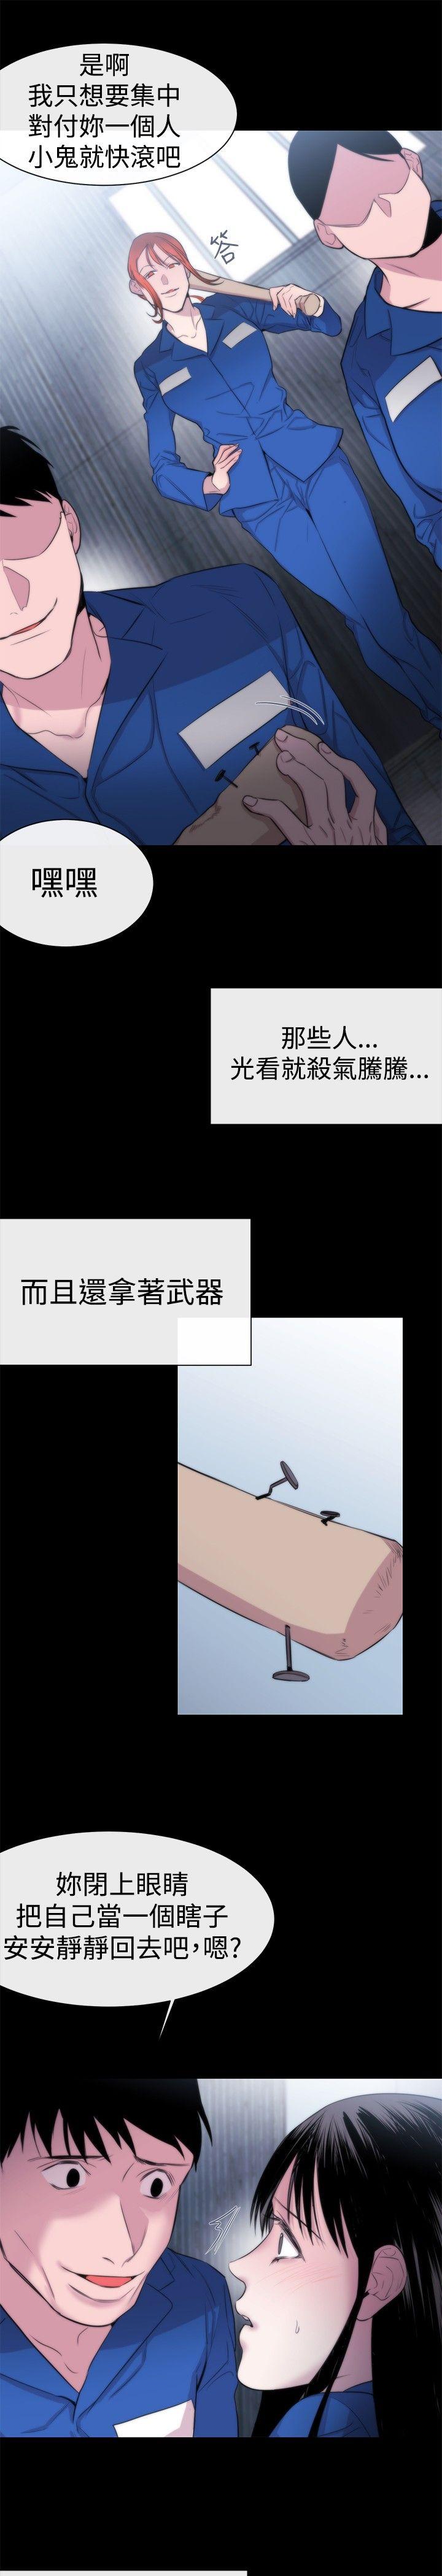 是啊
我只想要集中
對付妳一個人
小鬼就快滾吧
答
嘿嘿
那些人...
光看就殺氣騰騰...
而且還拿著武器
妳閉上眼睛
把自己當一個瞎子
安安靜靜回去吧，嗯?